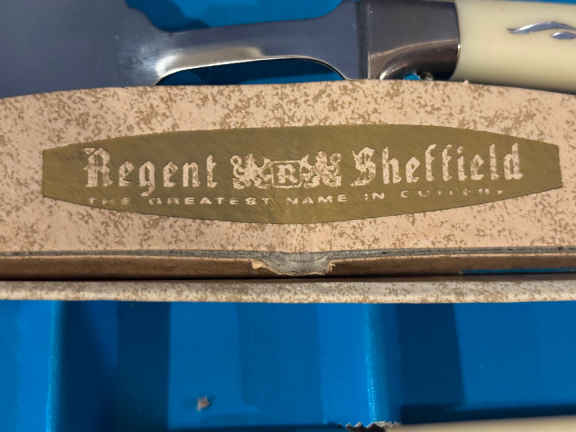 Regent R Sheffield
THE GREATEST NAME IN CUTLERY